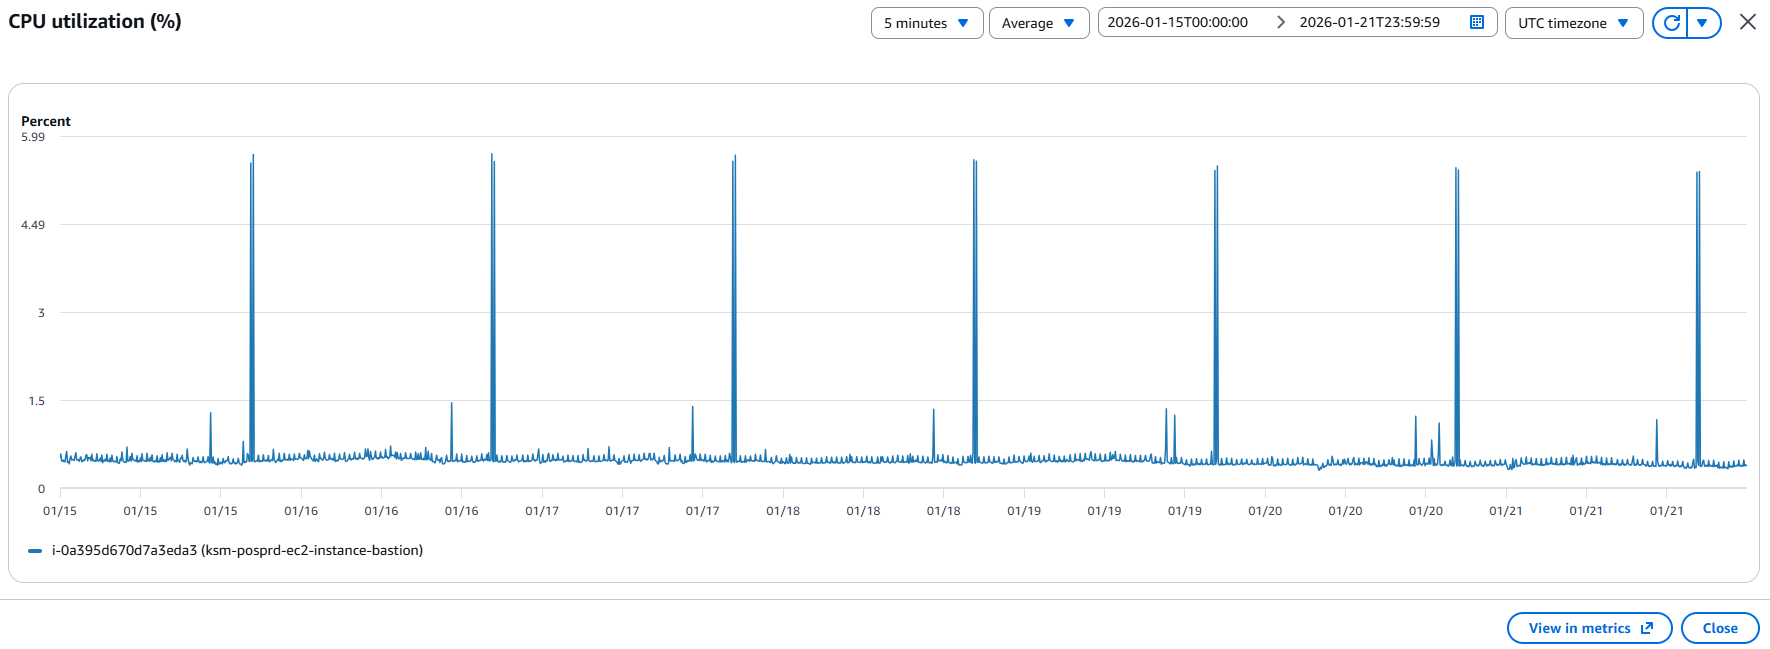 CPU utilization (%)
5 minutes
Average
2026-01-15T00:00:00
2026-01-21T23:59:59
UTC timezone
Percent
5.99
4.49
3
1.5
0
01/15 01/15 01/15 01/16 01/16 01/16 01/17 01/17 01/17 01/18 01/18 01/18 01/19 01/19 01/19 01/20 01/20 01/20 01/21 01/21 01/21
i-0a395d670d7a3eda3 (ksm-posprd-ec2-instance-bastion)
View in metrics
Close